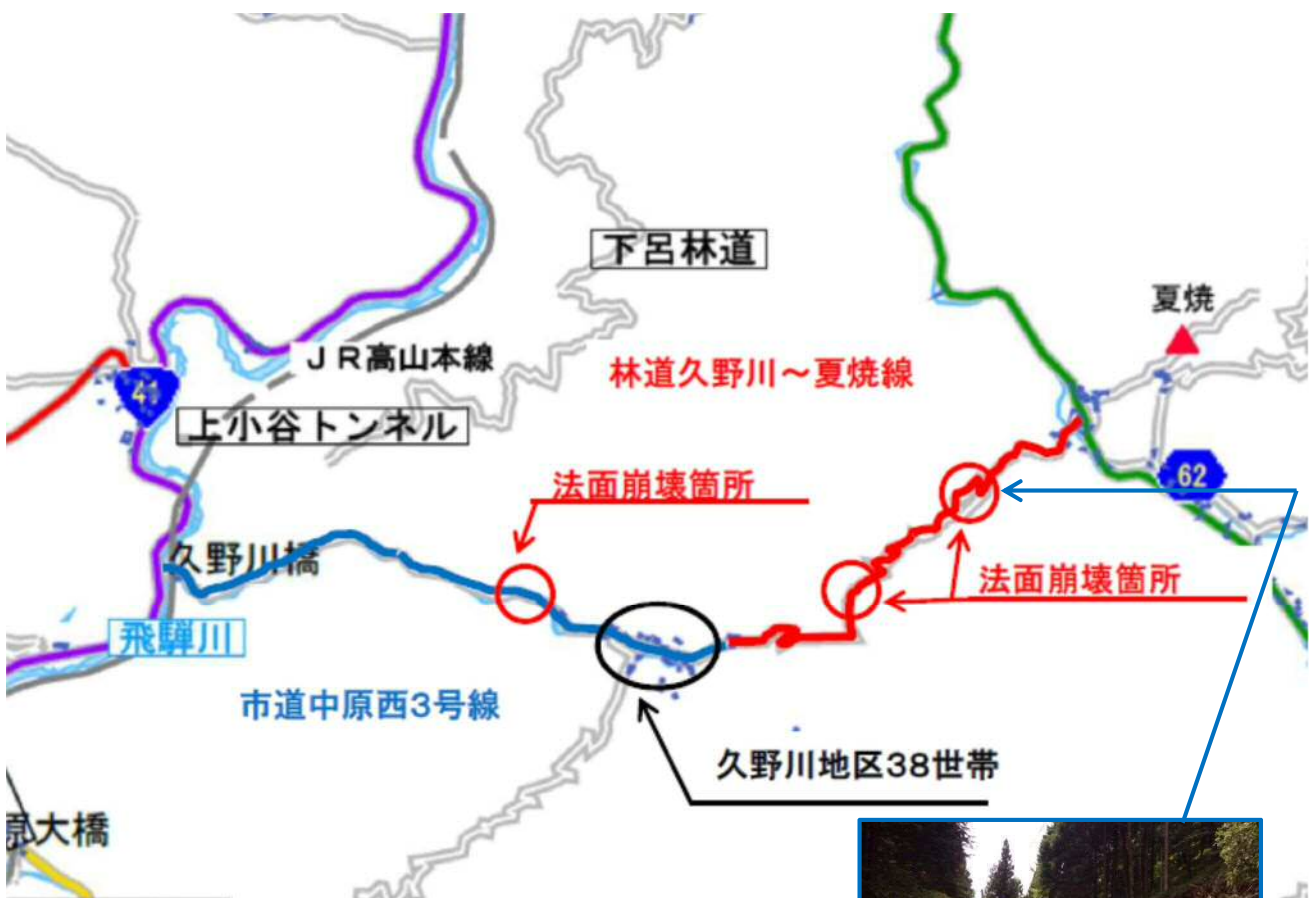 下呂林道
夏焼
JR高山本線
林道久野川~夏焼線
41
上小谷トンネル
62
法面崩壊箇所
久野川橋
法面崩壊箇所
飛騨川
市道中原西3号線
久野川地区38世帯
大橋